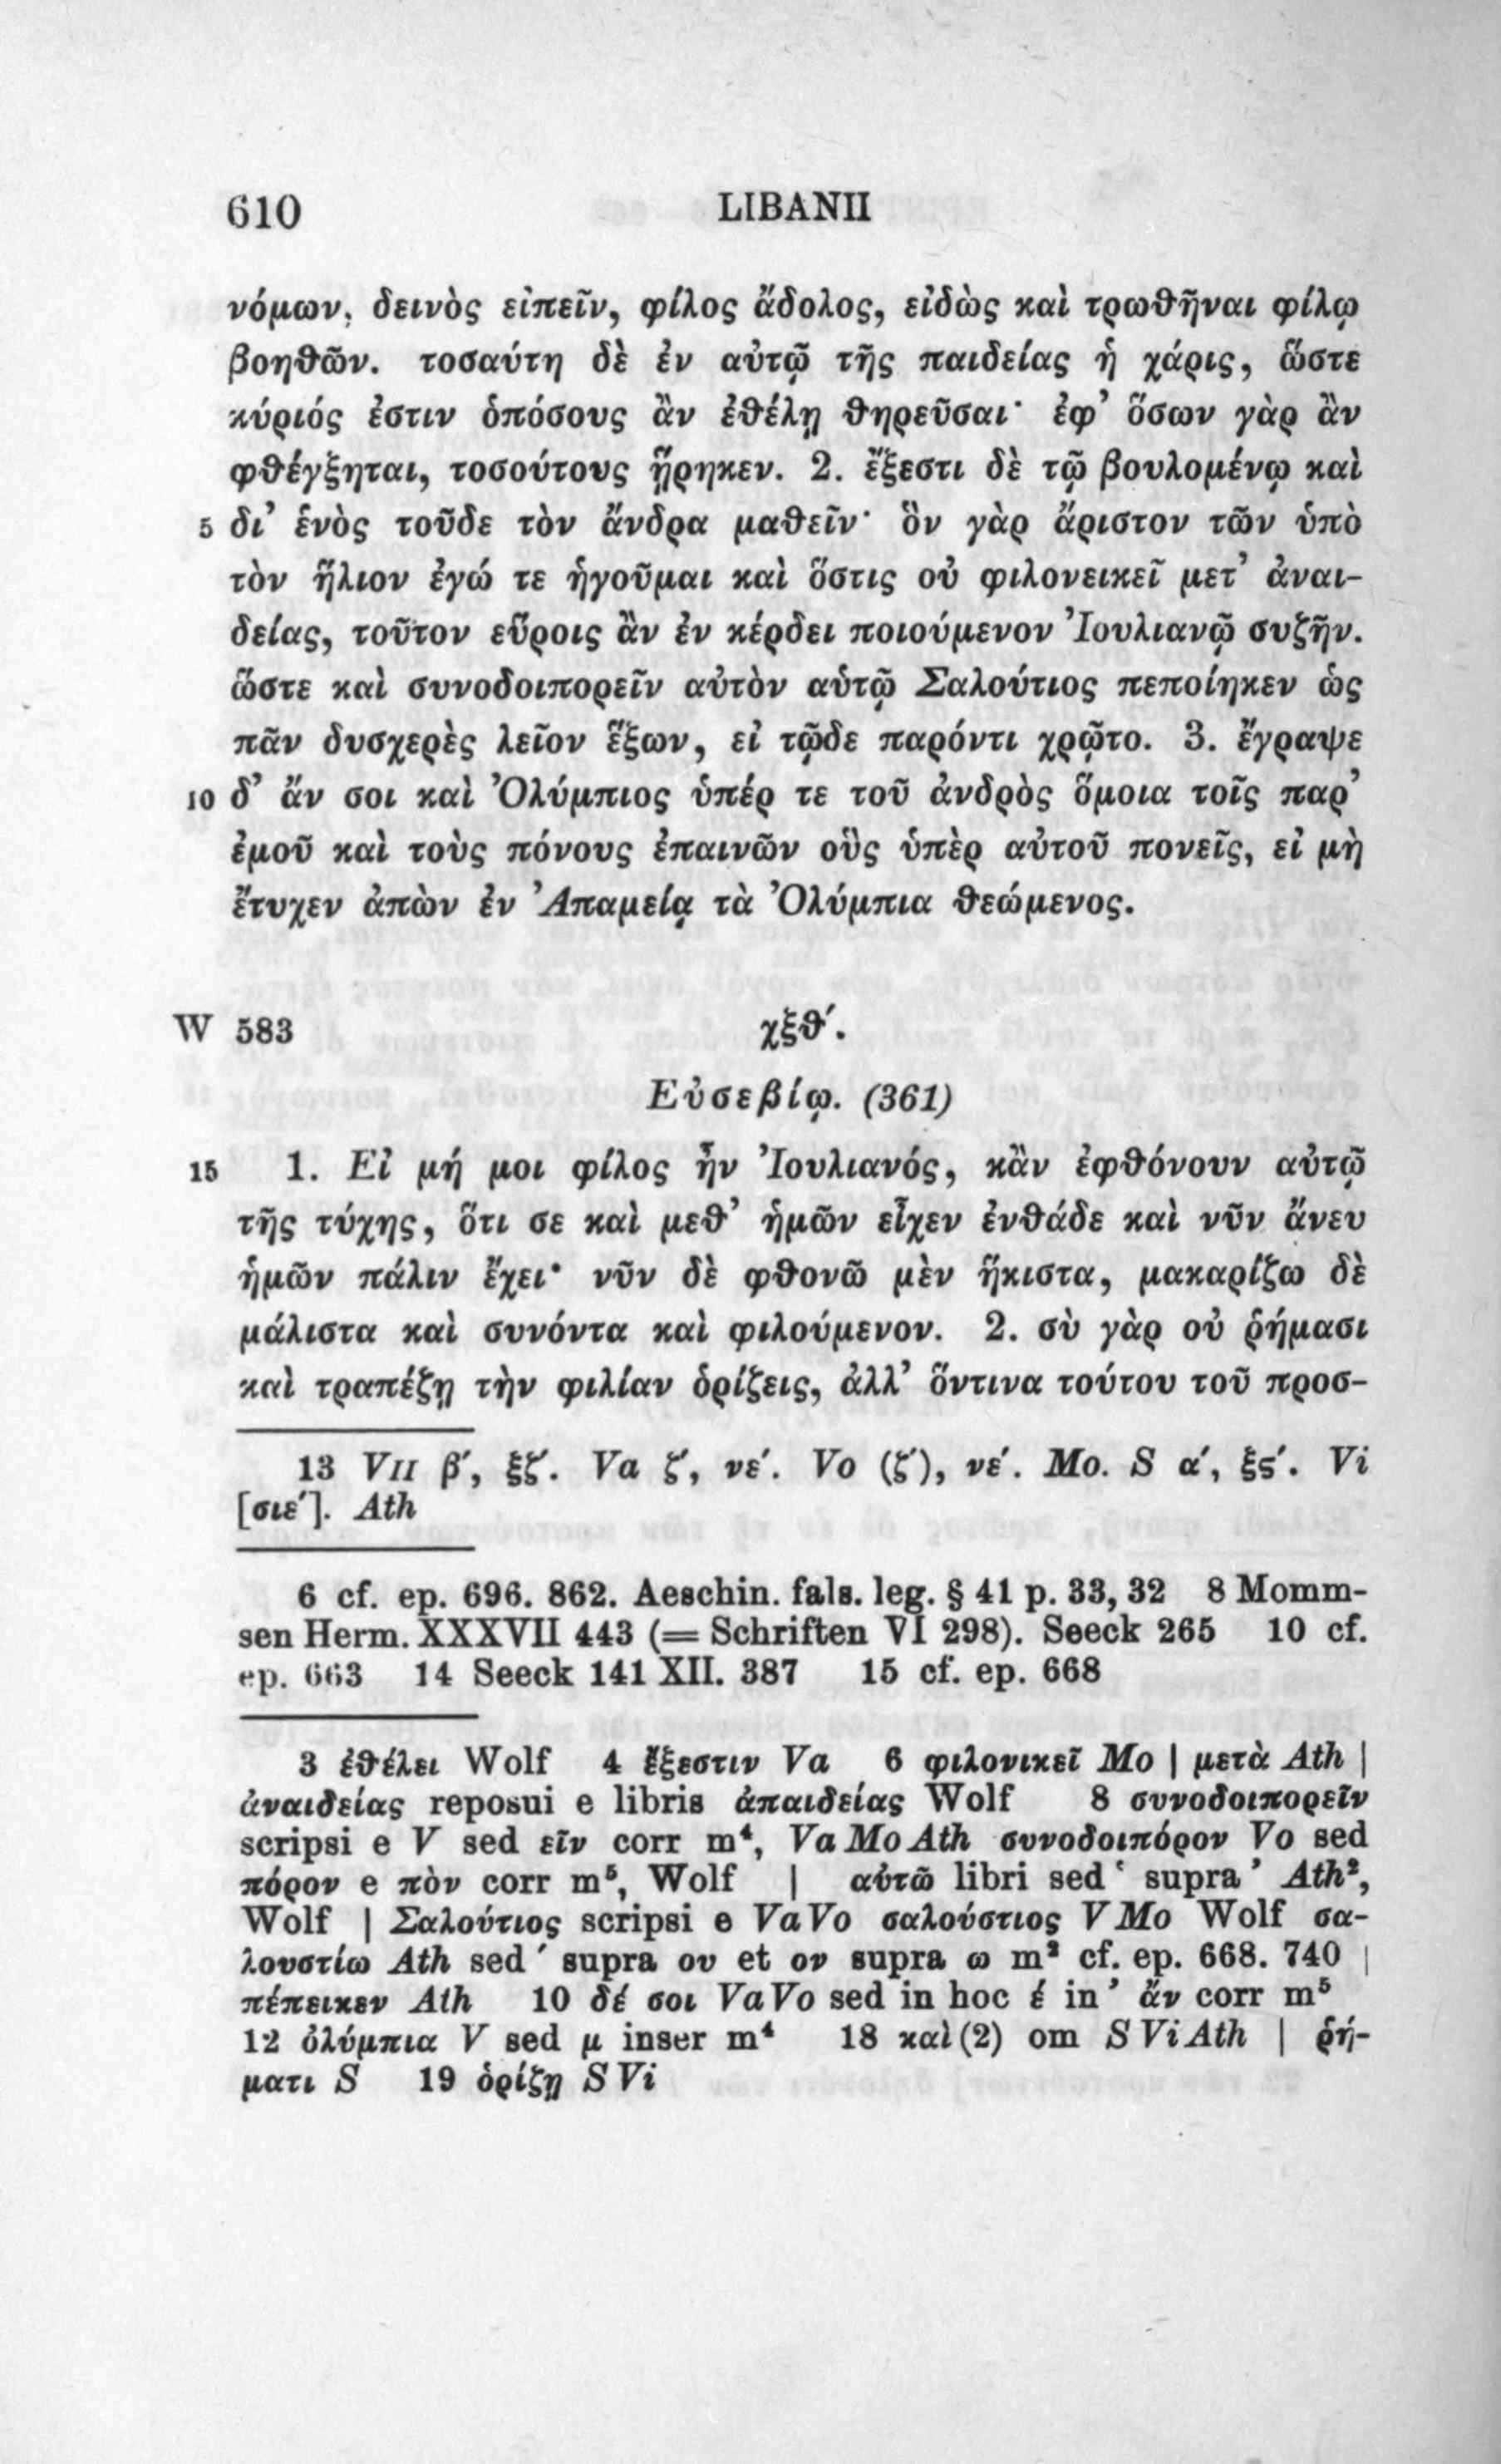 610
LIBANII
νόμων, δεινὸς εἰπεῖν, φίλος ἄδολος, εἰδὼς καὶ τρωθῆναι φίλῳ
βοηθῶν. τοσαύτη δὲ ἐν αὐτῷ τῆς παιδείας ἡ χάρις, ὥστε
κύριός ἐστιν ὁπόσους ἂν ἐθέλῃ θηρεῦσαι· ἐφ’ ὅσων γὰρ ἂν
φθέγξηται, τοσούτους ᾕρηκεν. 2. ἔξεστι δὲ τῷ βουλομένῳ καὶ
5 δι’ ἑνὸς τοῦδε τὸν ἄνδρα μαθεῖν· ὃν γὰρ ἄριστον τῶν ὑπὸ
τὸν ἥλιον ἐγώ τε ἡγοῦμαι καὶ ὅστις οὐ φιλονεικεῖ μετ’ ἀναι-
δείας, τοῦτον εὕροις ἂν ἐν κέρδει ποιούμενον Ἰουλιανῷ συζῆν.
ὥστε καὶ συνοδοιπορεῖν αὐτὸν αὑτῷ Σαλούτιος πεποίηκεν ὡς
πᾶν δυσχερὲς λεῖον ἕξων, εἰ τῷδε παρόντι χρῷτο. 3. ἔγραψε
10 δ’ ἄν σοι καὶ Ὀλύμπιος ὑπέρ τε τοῦ ἀνδρὸς ὅμοια τοῖς παρ’
ἐμοῦ καὶ τοὺς πόνους ἐπαινῶν οὓς ὑπὲρ αὐτοῦ πονεῖς, εἰ μὴ
ἔτυχεν ἀπὼν ἐν Ἀπαμείᾳ τὰ Ὀλύμπια θεώμενος.
W 583
χξθ′.
Εὐσεβίῳ. (361)
15 1. Εἰ μή μοι φίλος ἦν Ἰουλιανός, κἂν ἐφθόνουν αὐτῷ
τῆς τύχης, ὅτι σε καὶ μεθ’ ἡμῶν εἶχεν ἐνθάδε καὶ νῦν ἄνευ
ἡμῶν πάλιν ἔχει· νῦν δὲ φθονῶ μὲν ἥκιστα, μακαρίζω δὲ
μάλιστα καὶ συνόντα καὶ φιλούμενον. 2. σὺ γὰρ οὐ ῥήμασι
καὶ τραπέζῃ τὴν φιλίαν ὁρίζεις, ἀλλ’ ὅντινα τούτου τοῦ προσ-
13 VII β′, ξζ′. Va ζ′, νε′. Vo (ζ′), νε′. Mo. S α′, ξς′. Vi
[σιε′]. Ath
6 cf. ep. 696. 862. Aeschin. fals. leg. § 41 p. 33, 32 8 Momm-
sen Herm. XXXVII 443 (= Schriften VI 298). Seeck 265 10 cf.
ep. 663 14 Seeck 141 XII. 387 15 cf. ep. 668
3 ἐθέλει Wolf 4 ἔξεστιν Va 6 φιλονικεῖ Mo | μετὰ Ath |
ἀναιδείας reposui e libris ἀπαιδείας Wolf 8 συνοδοιπορεῖν
scripsi e V sed εῖν corr m⁴, Va Mo Ath συνοδοιπόρον Vo sed
πόρον e πὸν corr m⁵, Wolf | αὐτῶ libri sed ʽ supra ʼ Ath²,
Wolf | Σαλούτιος scripsi e Va Vo σαλούστιος V Mo Wolf σα-
λουστίω Ath sed ´ supra ου et ον supra ω m² cf. ep. 668. 740 |
πέπεικεν Ath 10 δέ σοι Va Vo sed in hoc έ in ’ ἄν corr m⁵
12 ὀλύμπια V sed μ inser m⁴ 18 καὶ (2) om S Vi Ath | ῥή-
ματι S 19 ὁρίζῃ S Vi